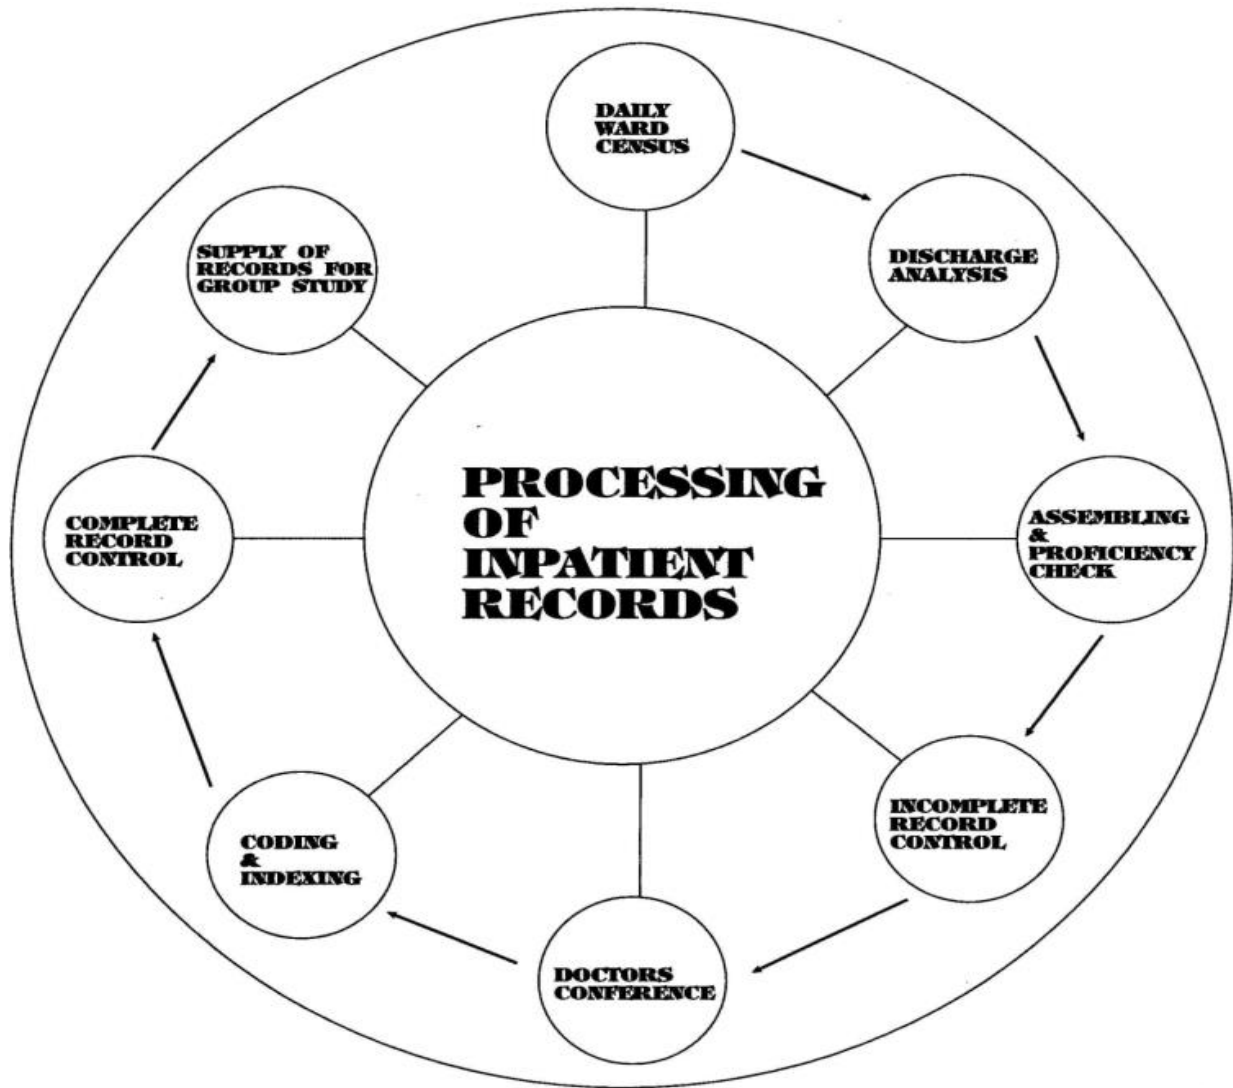 DAILY
WARD
CENSUS
DISCHARGE
ANALYSIS
ASSEMBLING
&
PROFICIENCY
CHECK
INCOMPLETE
RECORD
CONTROL
DOCTORS
CONFERENCE
CODING
&
INDEXING
COMPLETE
RECORD
CONTROL
SUPPLY OF
RECORDS FOR
GROUP STUDY
PROCESSING
OF
INPATIENT
RECORDS